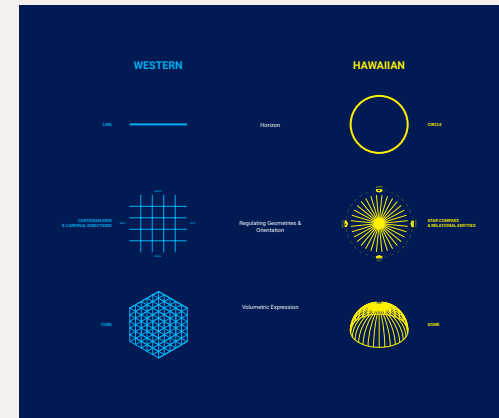 WESTERN
HAWAIIAN
LINE
Horizon
CIRCLE
CARTESIAN GRID
& CARDINAL DIRECTIONS
Regulating Geometries &
Orientation
STAR COMPASS
& RELATIONAL ENTITIES
CUBE
Volumetric Expression
DOME